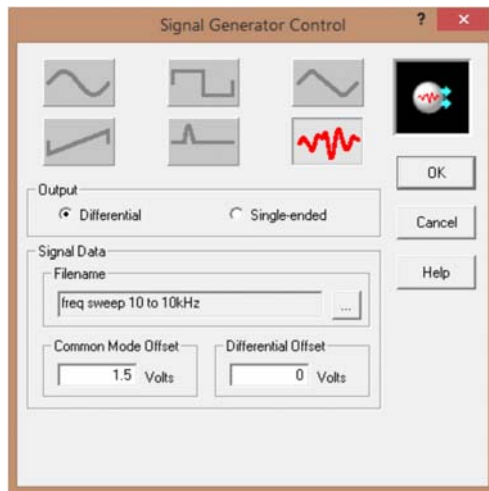 Signal Generator Control
? ×
OK
Output
Differential
Single-ended
Cancel
Signal Data
Filename
Help
freq sweep 10 to 10kHz
...
Common Mode Offset
Differential Offset
1.5 Volts
0 Volts